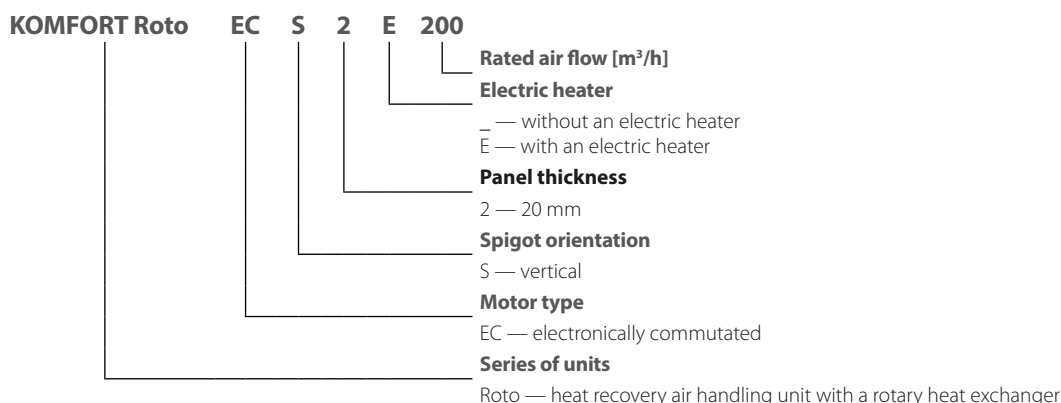 KOMFORT Roto EC S 2 E 200
Rated air flow [m³/h]
Electric heater
_ — without an electric heater
E — with an electric heater
Panel thickness
2 — 20 mm
Spigot orientation
S — vertical
Motor type
EC — electronically commutated
Series of units
Roto — heat recovery air handling unit with a rotary heat exchanger